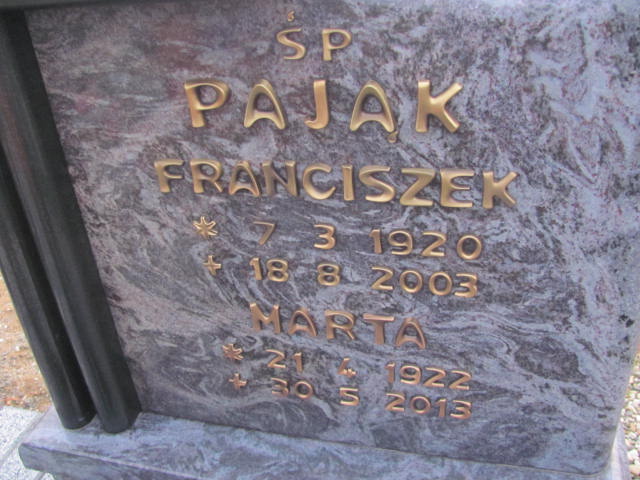 ŚP
PAJĄK
FRANCISZEK
* 7 3 1920
+ 18 8 2003
MARTA
* 21 4 1922
+ 30 5 2013